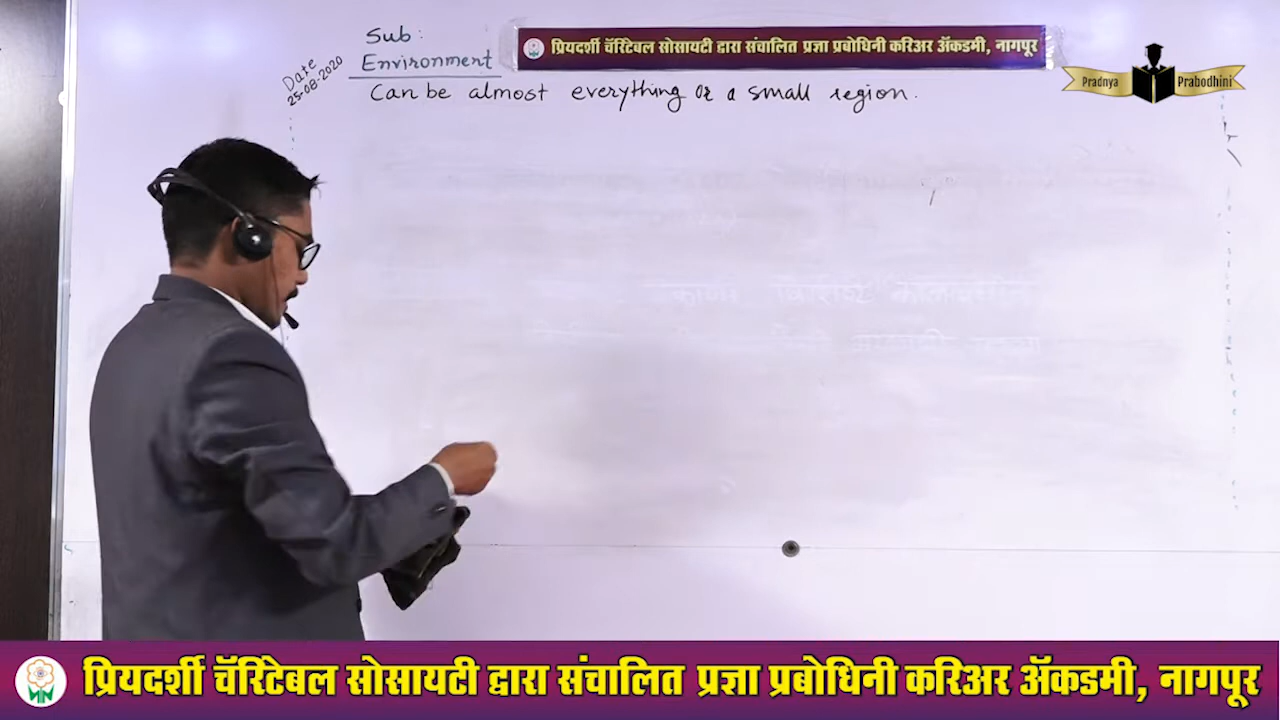 Sub:
Environment
Date
25-08-2020
प्रियदर्शी चॅरिटेबल सोसायटी द्वारा संचालित प्रज्ञा प्रबोधिनी करिअर अ‍ॅकडमी, नागपूर
Pradnya Prabodhini
Can be almost everything or a small region.
प्रियदर्शी चॅरिटेबल सोसायटी द्वारा संचालित प्रज्ञा प्रबोधिनी करिअर अ‍ॅकडमी, नागपूर